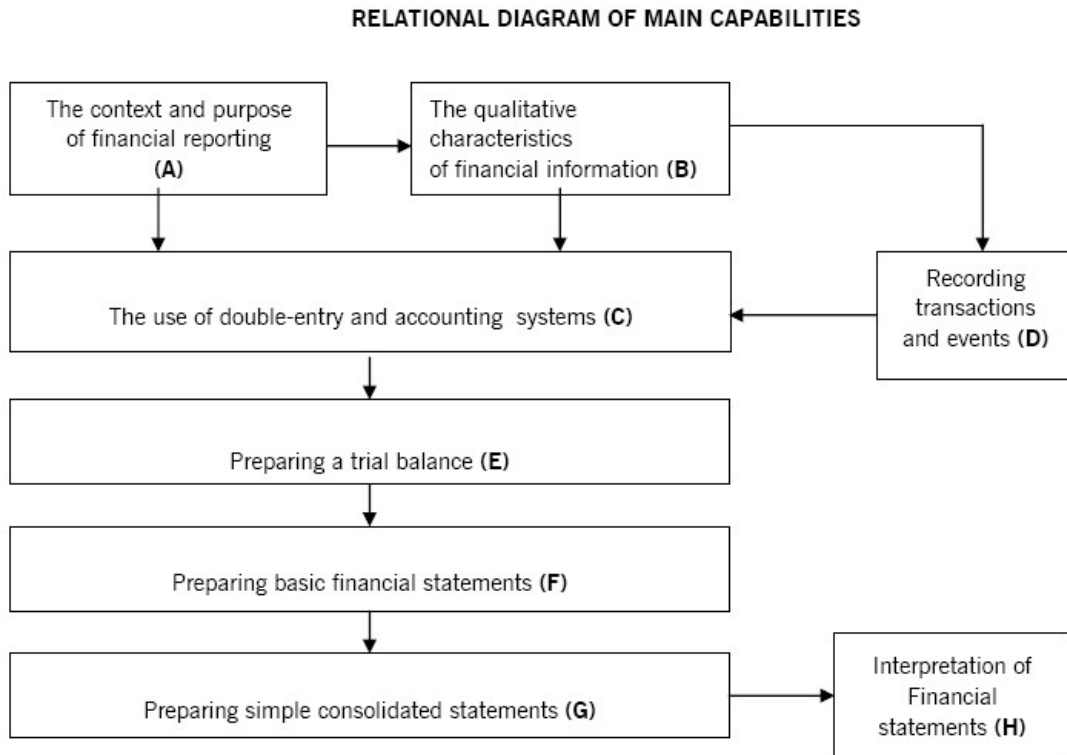 RELATIONAL DIAGRAM OF MAIN CAPABILITIES
The context and purpose
of financial reporting
(A)
The qualitative
characteristics
of financial information (B)
The use of double-entry and accounting systems (C)
Recording
transactions
and events (D)
Preparing a trial balance (E)
Preparing basic financial statements (F)
Preparing simple consolidated statements (G)
Interpretation of
Financial
statements (H)